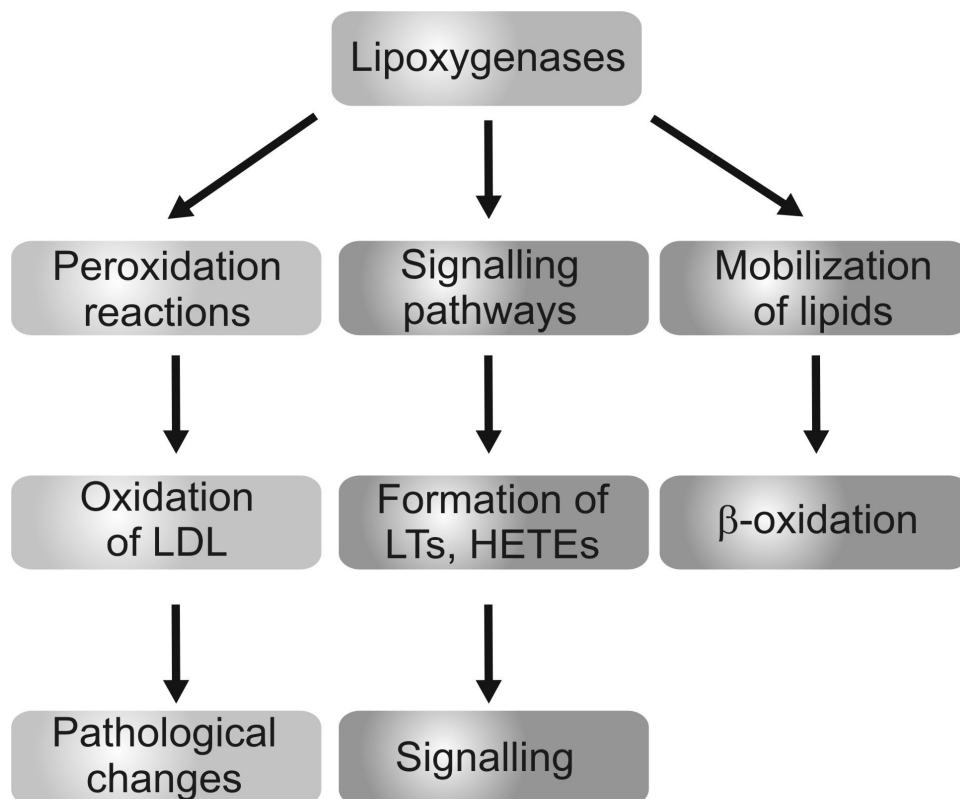 Lipoxygenases
Peroxidation
reactions
Signalling
pathways
Mobilization
of lipids
Oxidation
of LDL
Formation of
LTs, HETEs
β-oxidation
Pathological
changes
Signalling